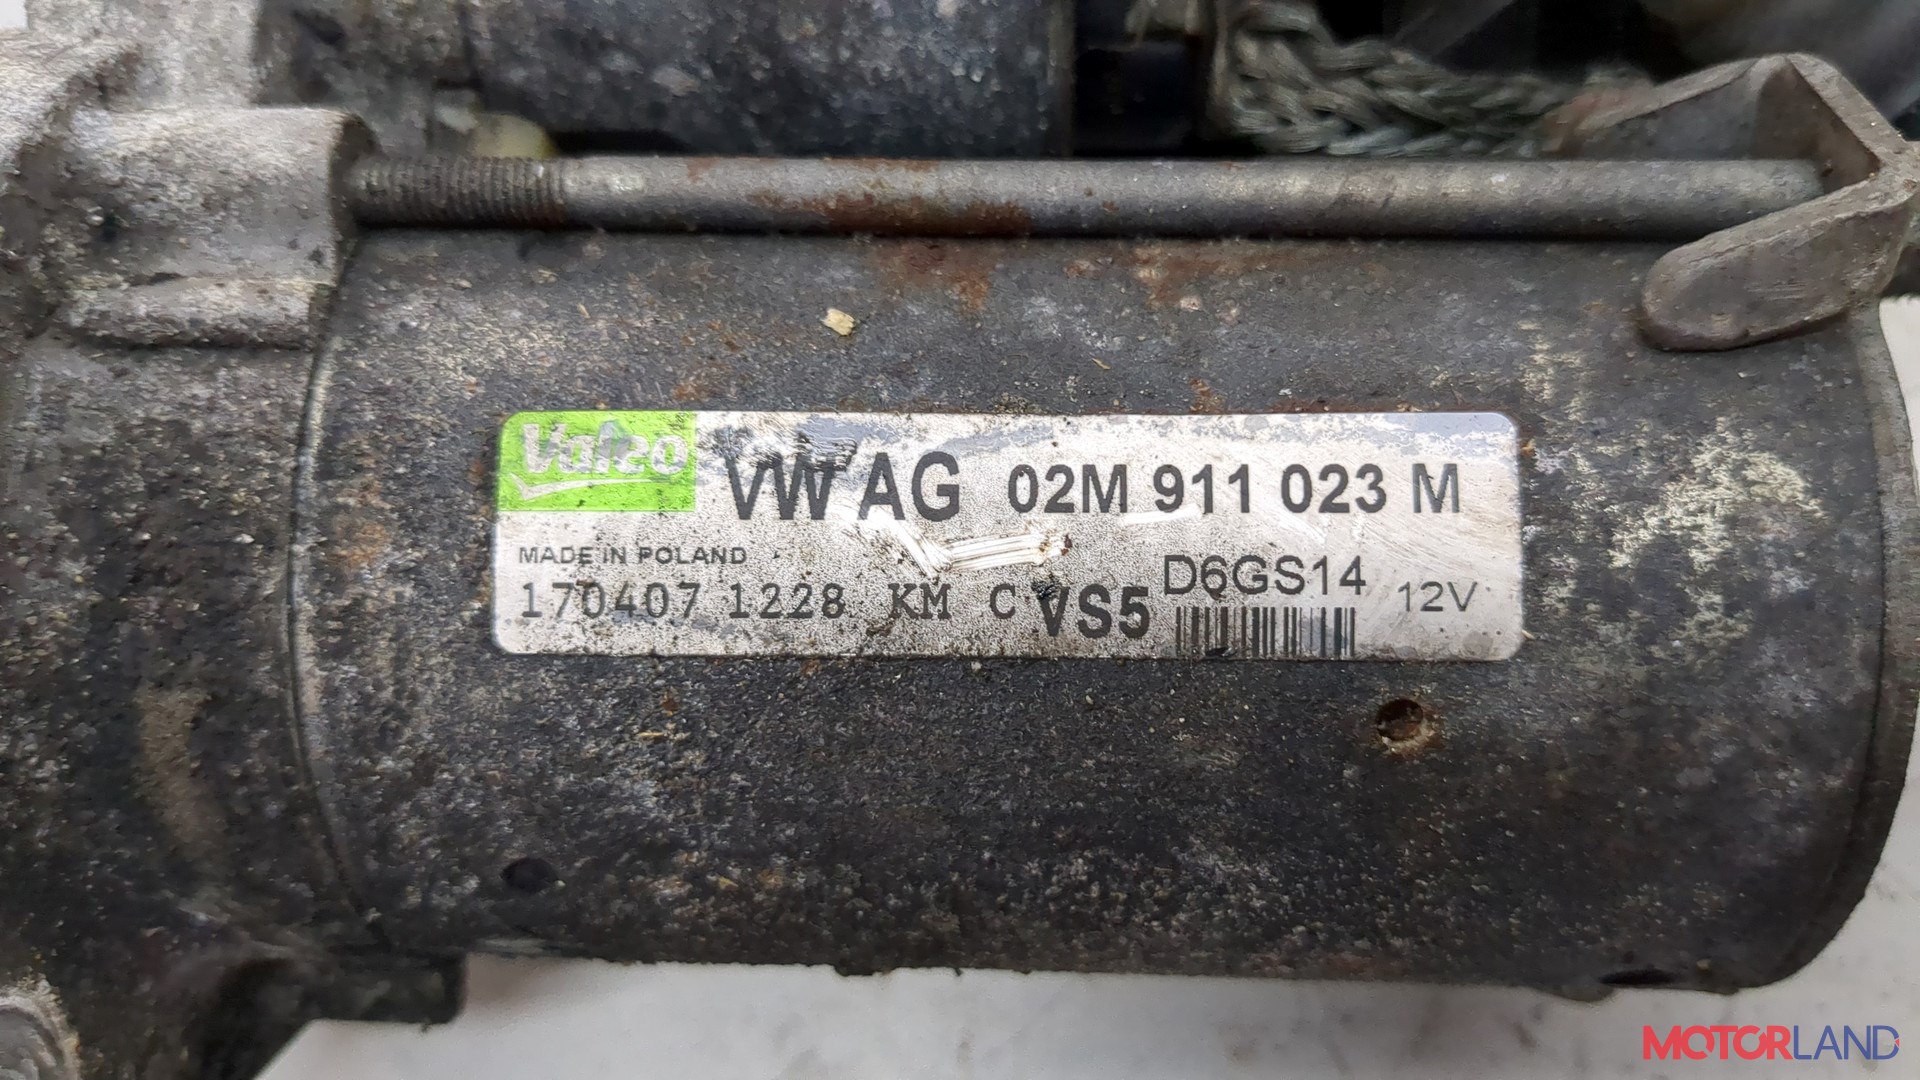 Valeo VW AG 02M 911 023 M
MADE IN POLAND
170407 1228 KM C VS5 D6GS14 12V
MOTORLAND